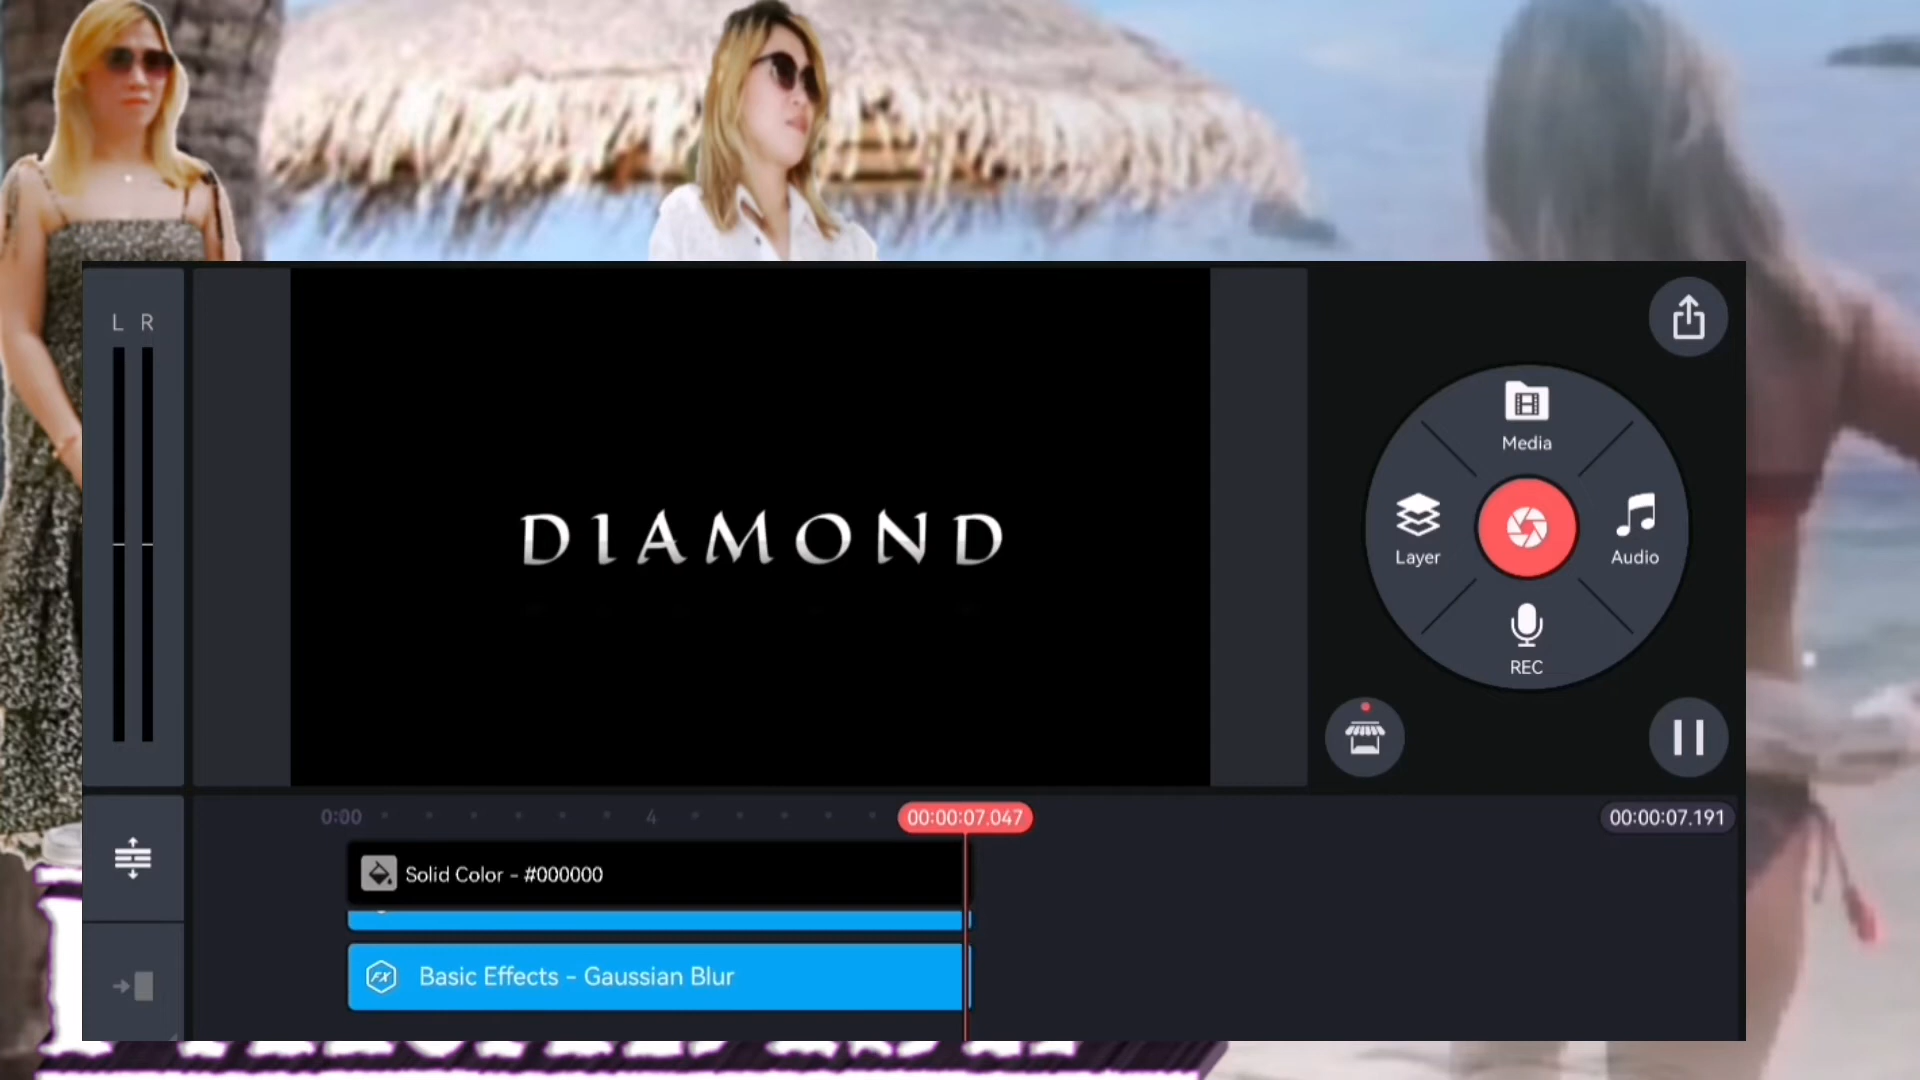 L R
Media
DIAMOND
Layer
Audio
REC
0:00
4
00:00:07.047
00:00:07.191
Solid Color - #000000
FX
Basic Effects - Gaussian Blur